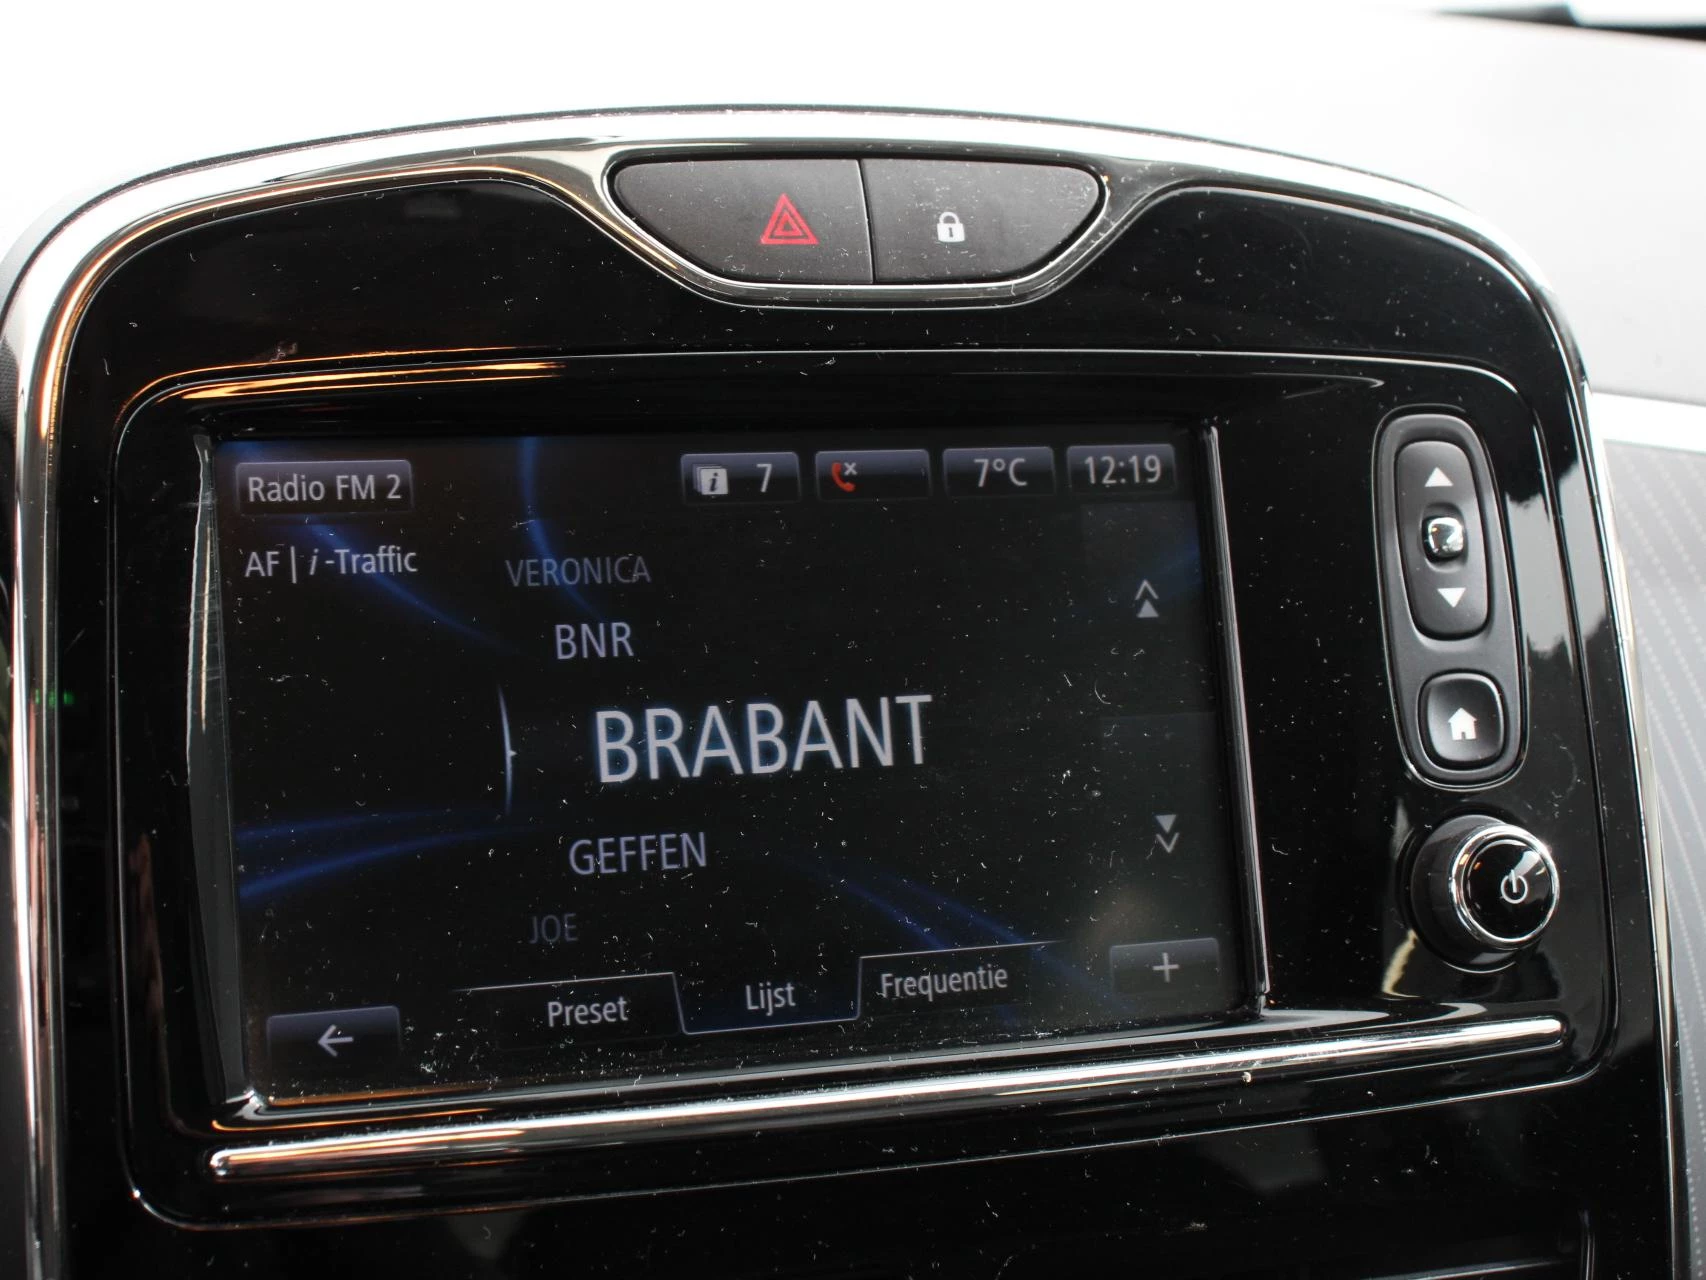 Radio FM 2
i 7
7°C
12:19
AF | i-Traffic
VERONICA
BNR
BRABANT
GEFFEN
JOE
Preset
Lijst
Frequentie
+